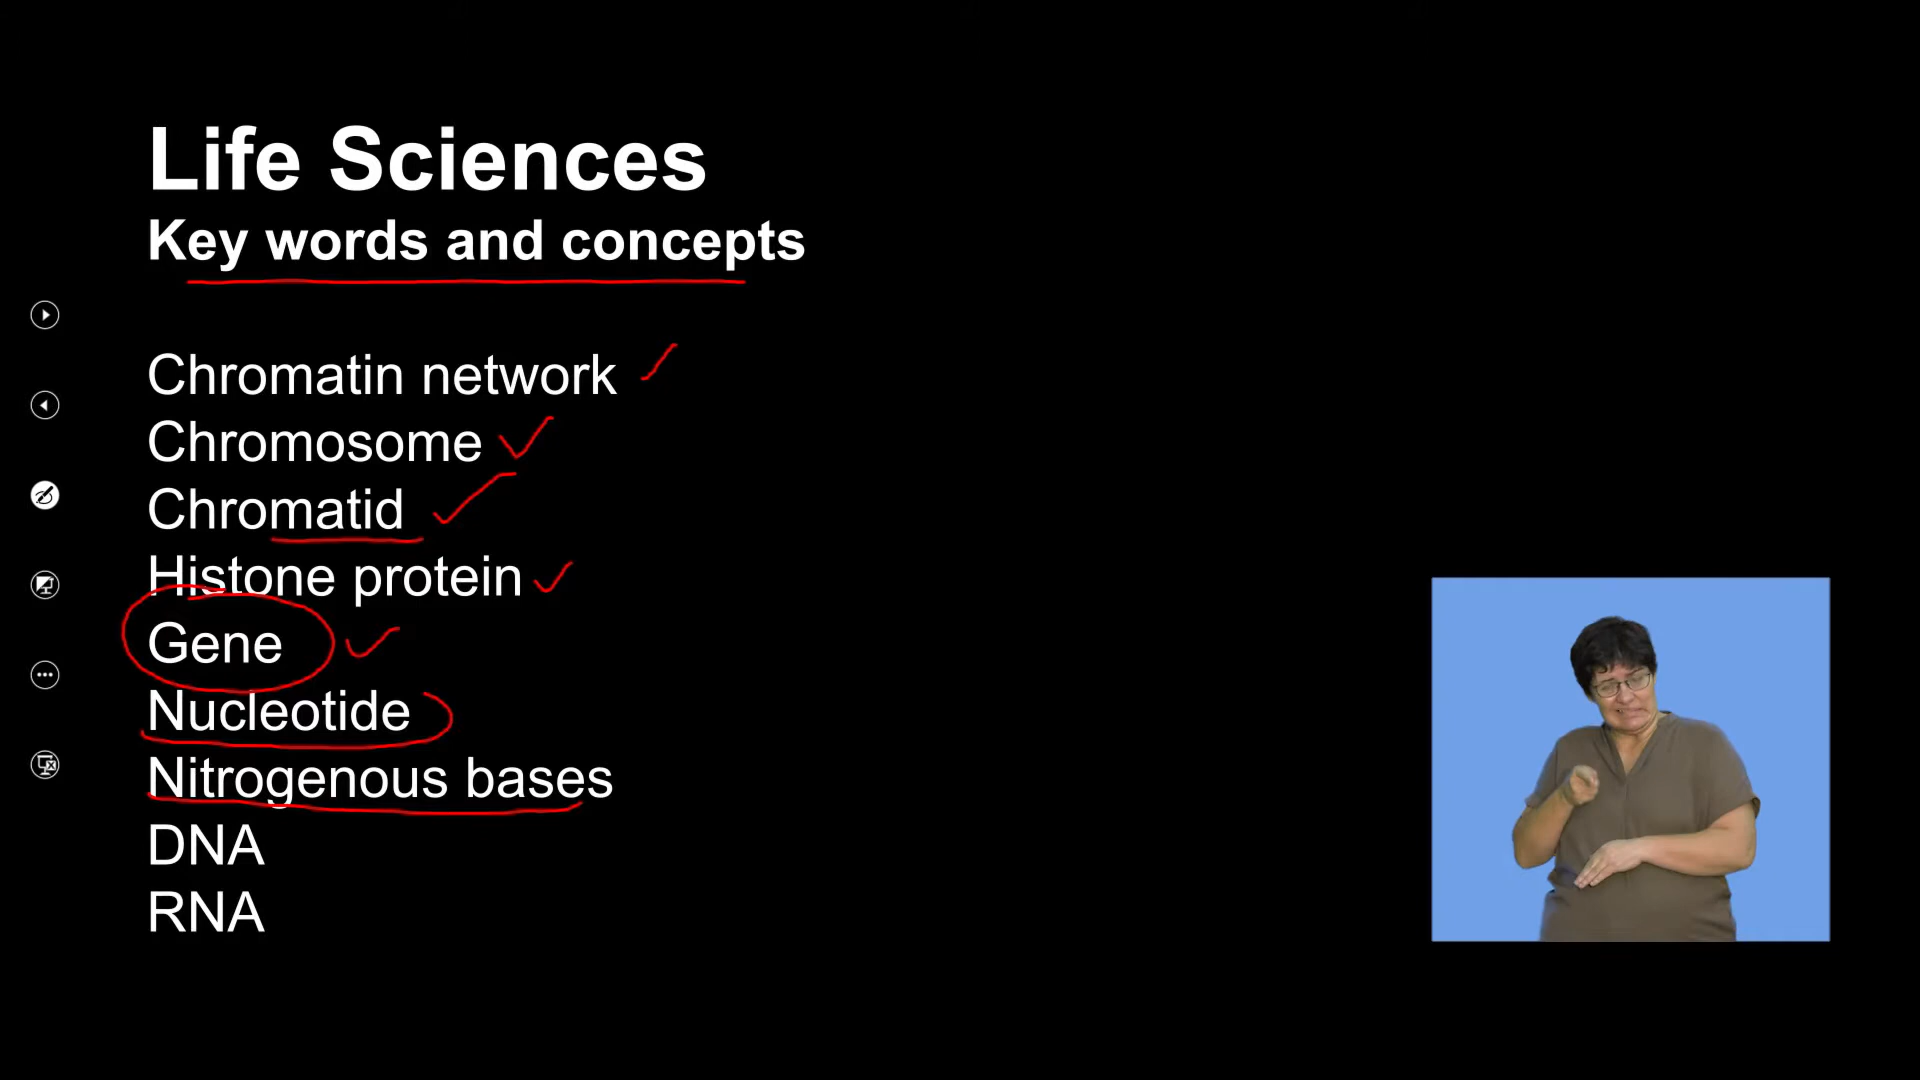 Life Sciences
Key words and concepts
Chromatin network
Chromosome
Chromatid
Histone protein
Gene
Nucleotide
Nitrogenous bases
DNA
RNA